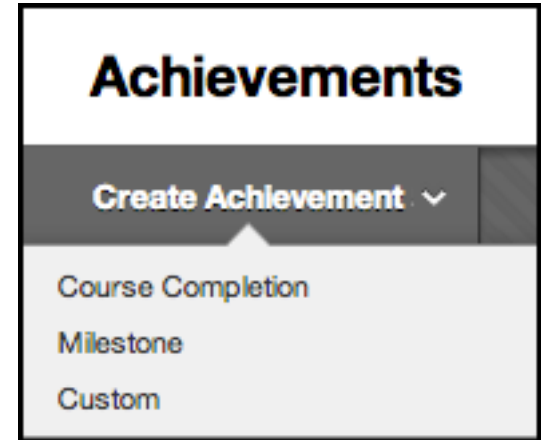 Achievements
Create Achievement
Course Completion
Milestone
Custom